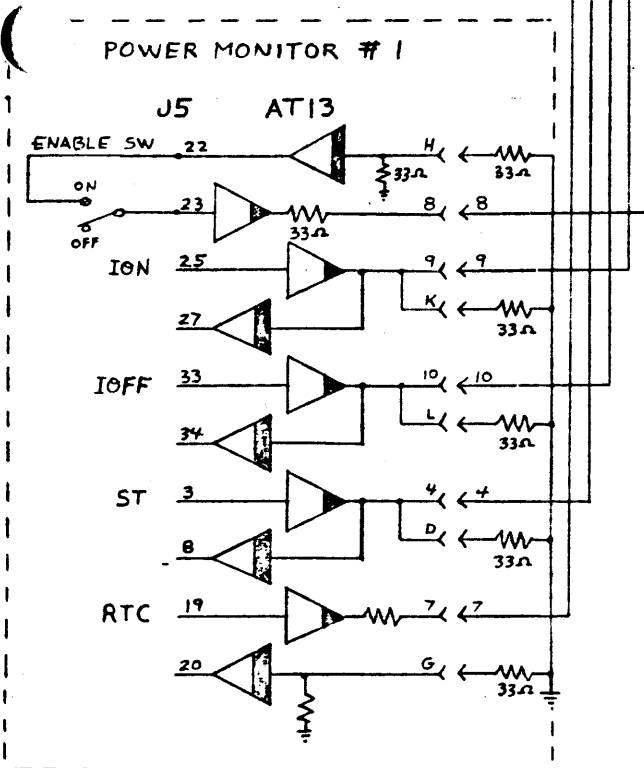 POWER MONITOR # 1
J5 AT13
ENABLE SW 22 H
33Ω 33Ω
ON
23 8 8
OFF 33Ω
ION 25 9 9
K
27 33Ω
IOFF 33 10 10
L
34 33Ω
ST 3 4 4
D
8 33Ω
RTC 19 7 7
20 G
33Ω